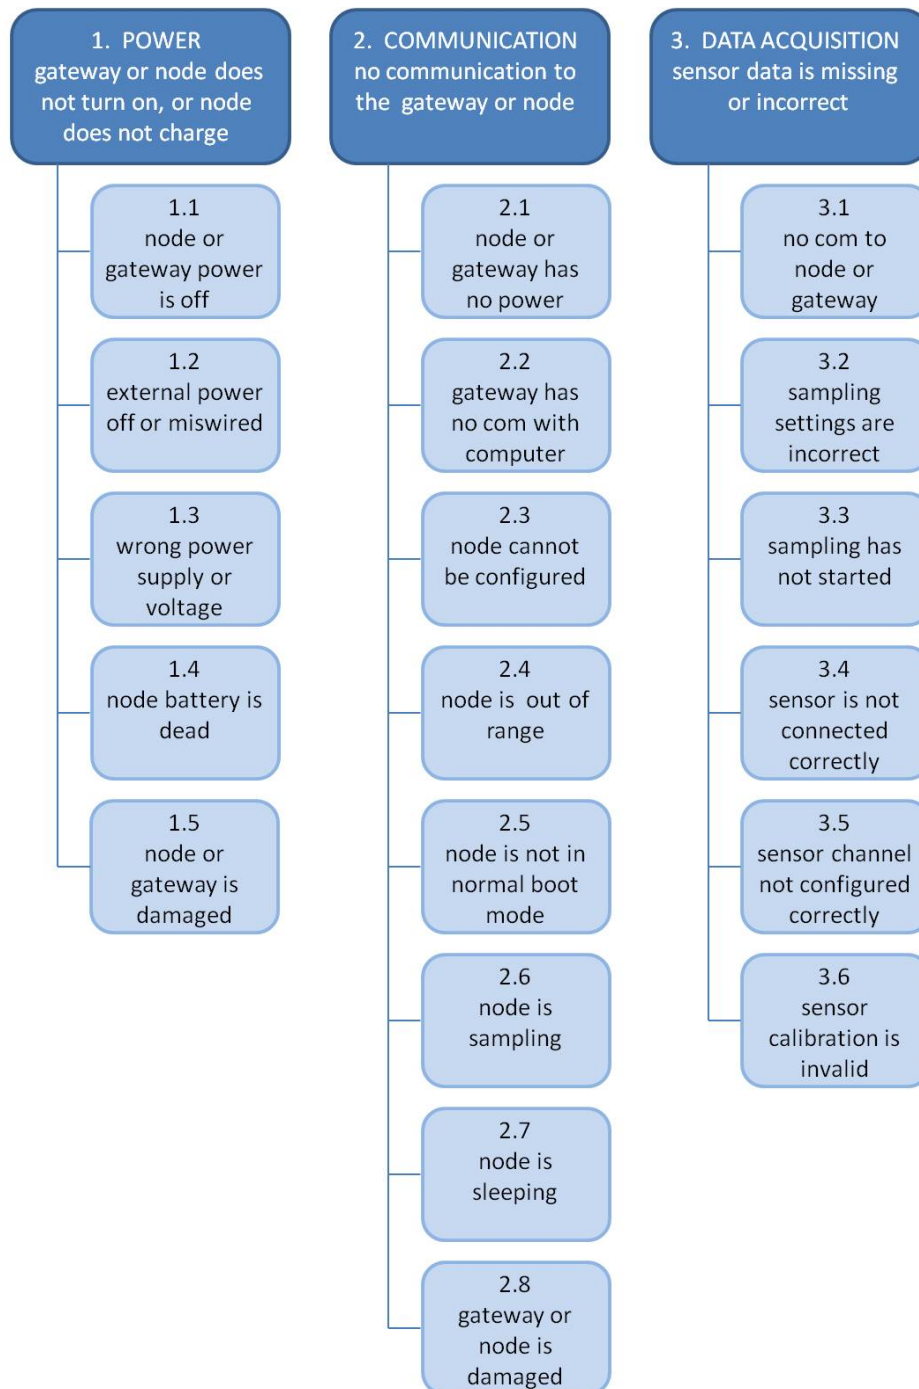 1. POWER
gateway or node does
not turn on, or node
does not charge
1.1
node or
gateway power
is off
1.2
external power
off or miswired
1.3
wrong power
supply or
voltage
1.4
node battery is
dead
1.5
node or
gateway is
damaged
2. COMMUNICATION
no communication to
the gateway or node
2.1
node or
gateway has
no power
2.2
gateway has
no com with
computer
2.3
node cannot
be configured
2.4
node is out of
range
2.5
node is not in
normal boot
mode
2.6
node is
sampling
2.7
node is
sleeping
2.8
gateway or
node is
damaged
3. DATA ACQUISITION
sensor data is missing
or incorrect
3.1
no com to
node or
gateway
3.2
sampling
settings are
incorrect
3.3
sampling has
not started
3.4
sensor is not
connected
correctly
3.5
sensor channel
not configured
correctly
3.6
sensor
calibration is
invalid